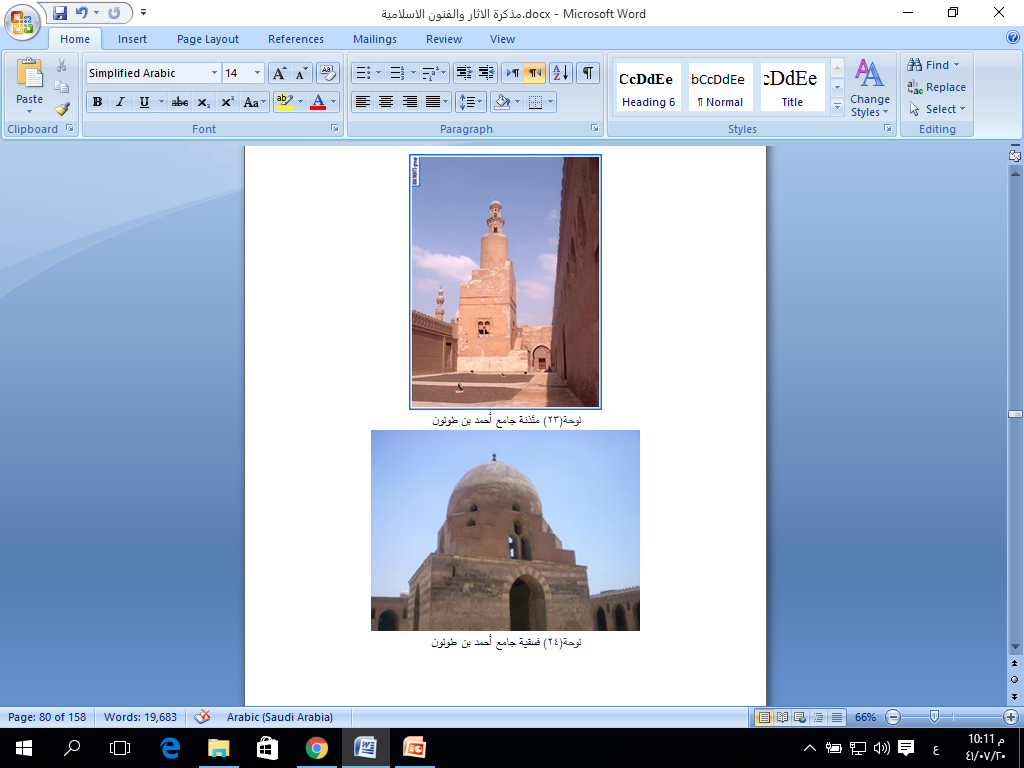 مذكرة الاثار والفنون الاسلامية.docx - Microsoft Word
Home Insert Page Layout References Mailings Review View
Paste
Clipboard
Simplified Arabic 14
Font
Paragraph
CcDdEe bCcDdEe cDdEe
Heading 6 ¶ Normal Title
Change Styles
Styles
Find
Replace
Select
Editing
لوحة(٢٣) مئذنة جامع أحمد بن طولون
لوحة(٢٤) فسقية جامع أحمد بن طولون
Page: 80 of 158 Words: 19,683 Arabic (Saudi Arabia) 66%
ع
10:11 م
٤١/٠٧/٢٠